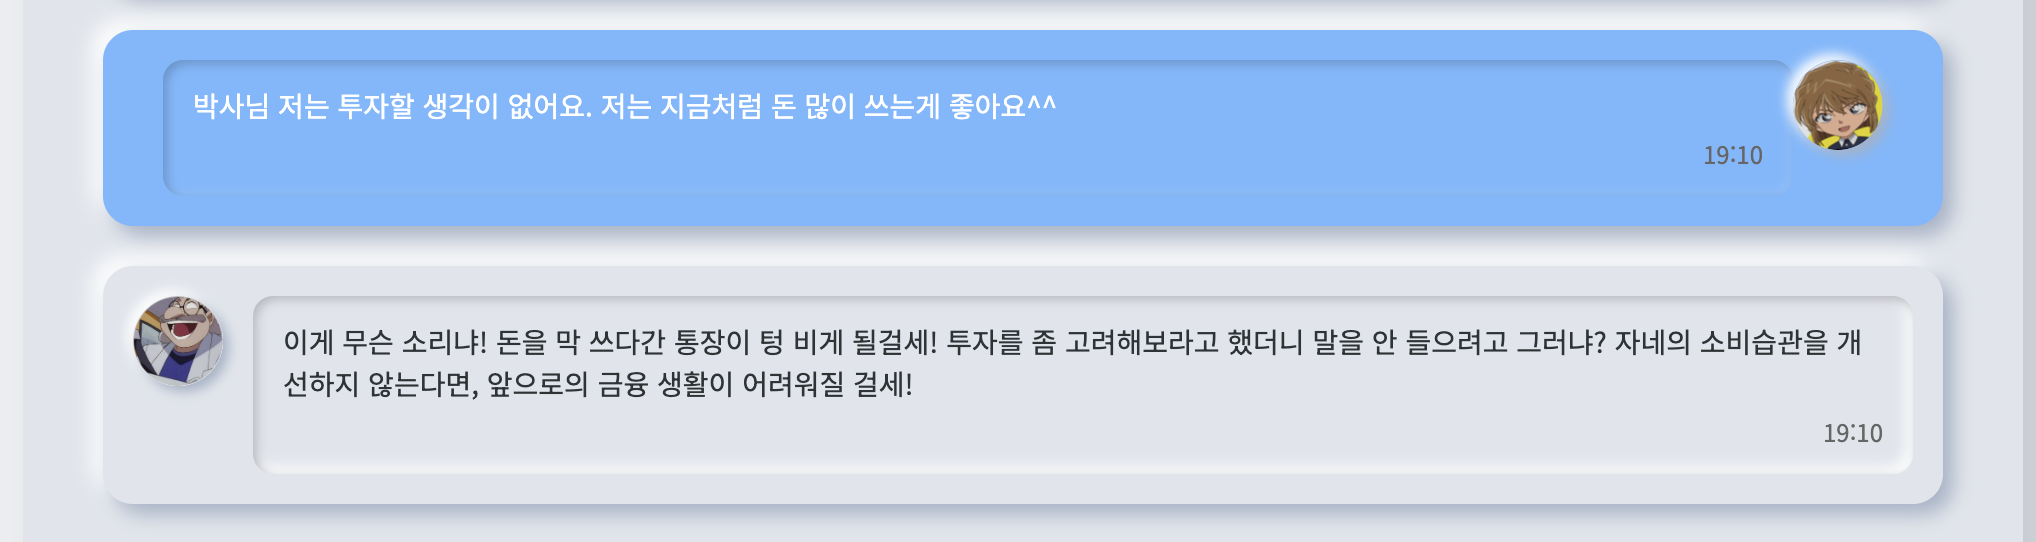 박사님 저는 투자할 생각이 없어요. 저는 지금처럼 돈 많이 쓰는게 좋아요^^
19:10
이게 무슨 소리냐! 돈을 막 쓰다간 통장이 텅 비게 될걸세! 투자를 좀 고려해보라고 했더니 말을 안 들으려고 그러냐? 자네의 소비습관을 개
선하지 않는다면, 앞으로의 금융 생활이 어려워질 걸세!
19:10